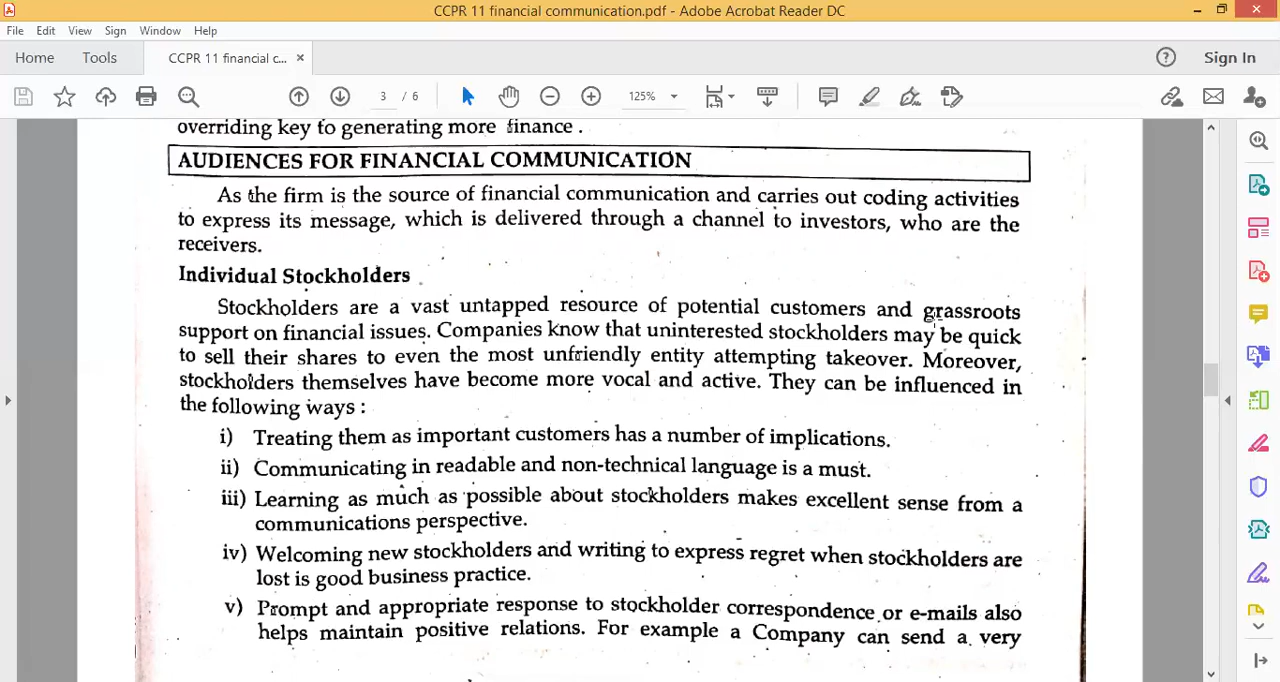 CCPR 11 financial communication.pdf - Adobe Acrobat Reader DC
File Edit View Sign Window Help
Home Tools CCPR 11 financial c... × Sign In
3 / 6 125%
overriding key to generating more finance .
AUDIENCES FOR FINANCIAL COMMUNICATION
As the firm is the source of financial communication and carries out coding activities
to express its message, which is delivered through a channel to investors, who are the
receivers.
Individual Stockholders
Stockholders are a vast untapped resource of potential customers and grassroots
support on financial issues. Companies know that uninterested stockholders may be quick
to sell their shares to even the most unfriendly entity attempting takeover. Moreover,
stockholders themselves have become more vocal and active. They can be influenced in
the following ways :
i) Treating them as important customers has a number of implications.
ii) Communicating in readable and non-technical language is a must.
iii) Learning as much as possible about stockholders makes excellent sense from a
communications perspective.
iv) Welcoming new stockholders and writing to express regret when stockholders are
lost is good business practice.
v) Prompt and appropriate response to stockholder correspondence or e-mails also
helps maintain positive relations. For example a Company can send a very